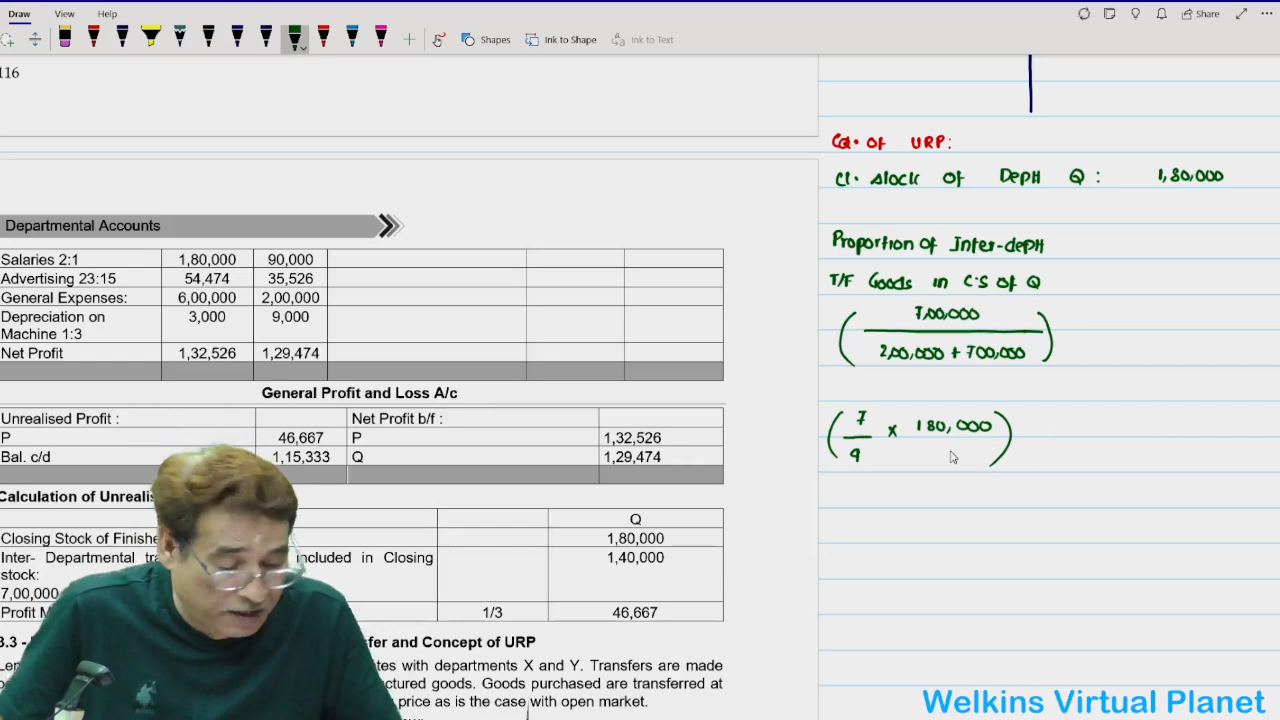 Draw View Help
Share
Shapes Ink to Shape Ink to Text
116
Departmental Accounts
Salaries 2:1 1,80,000 90,000
Advertising 23:15 54,474 35,526
General Expenses: 6,00,000 2,00,000
Depreciation on Machine 1:3 3,000 9,000
Net Profit 1,32,526 1,29,474
General Profit and Loss A/c
Unrealised Profit : Net Profit b/f :
P 46,667 P 1,32,526
Bal. c/d 1,15,333 Q 1,29,474
Calculation of Unrealis
Q
Closing Stock of Finishe 1,80,000
Inter- Departmental tra ncluded in Closing
stock: 1,40,000
7,00,00
Profit M 1/3 46,667
3.3 - fer and Concept of URP
Len tes with departments X and Y. Transfers are made
ctured goods. Goods purchased are transferred at
price as is the case with open market.
Cal. of URP:
Cl. Stock of Deptt Q : 1,80,000
Proportion of Inter-deptt
T/F Goods in C.S of Q
( 7,00,000
2,00,000 + 700,000 )
( 7
9 x 180,000 )
Welkins Virtual Planet